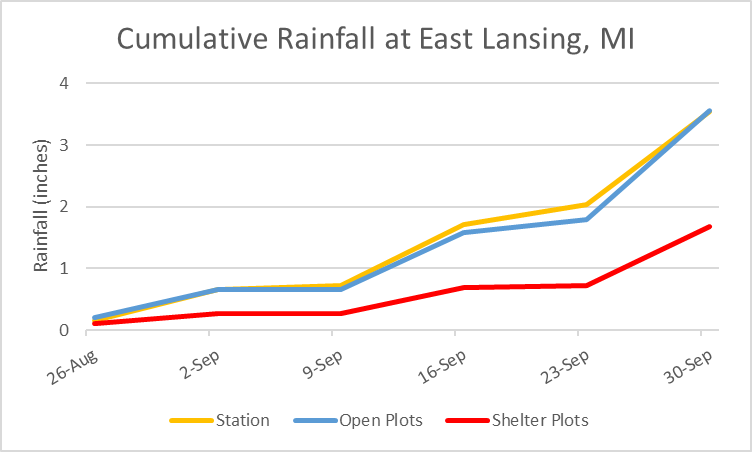 Cumulative Rainfall at East Lansing, MI
Rainfall (inches)
4
3
2
1
0
26-Aug 2-Sep 9-Sep 16-Sep 23-Sep 30-Sep
Station Open Plots Shelter Plots